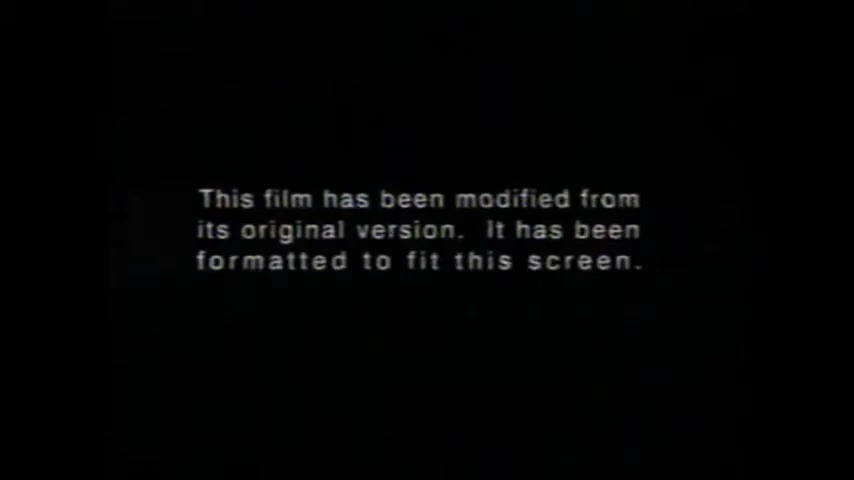 This film has been modified from
its original version. It has been
formatted to fit this screen.